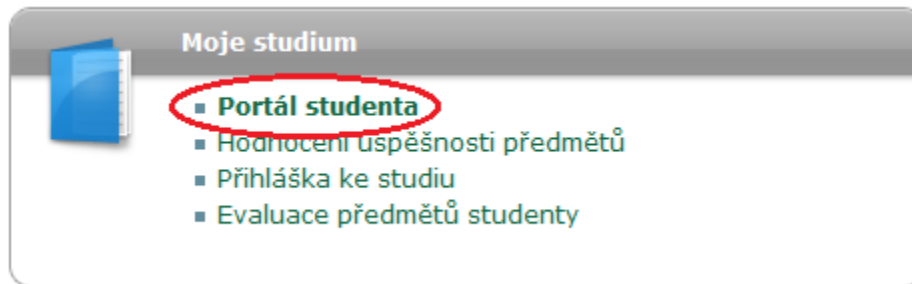 Moje studium
Portál studenta
Hodnocení úspěšnosti předmětů
Přihláška ke studiu
Evaluace předmětů studenty